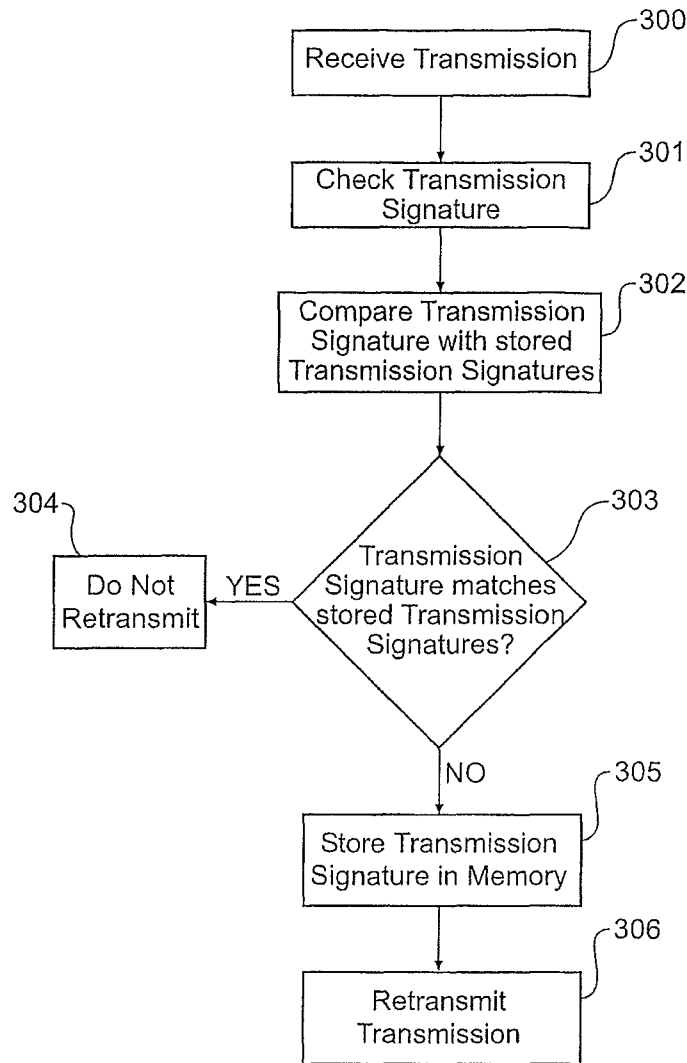 300
Receive Transmission
301
Check Transmission
Signature
302
Compare Transmission
Signature with stored
Transmission Signatures
303
Transmission
Signature matches
stored Transmission
Signatures?
304
Do Not
Retransmit
YES
NO
305
Store Transmission
Signature in Memory
306
Retransmit
Transmission